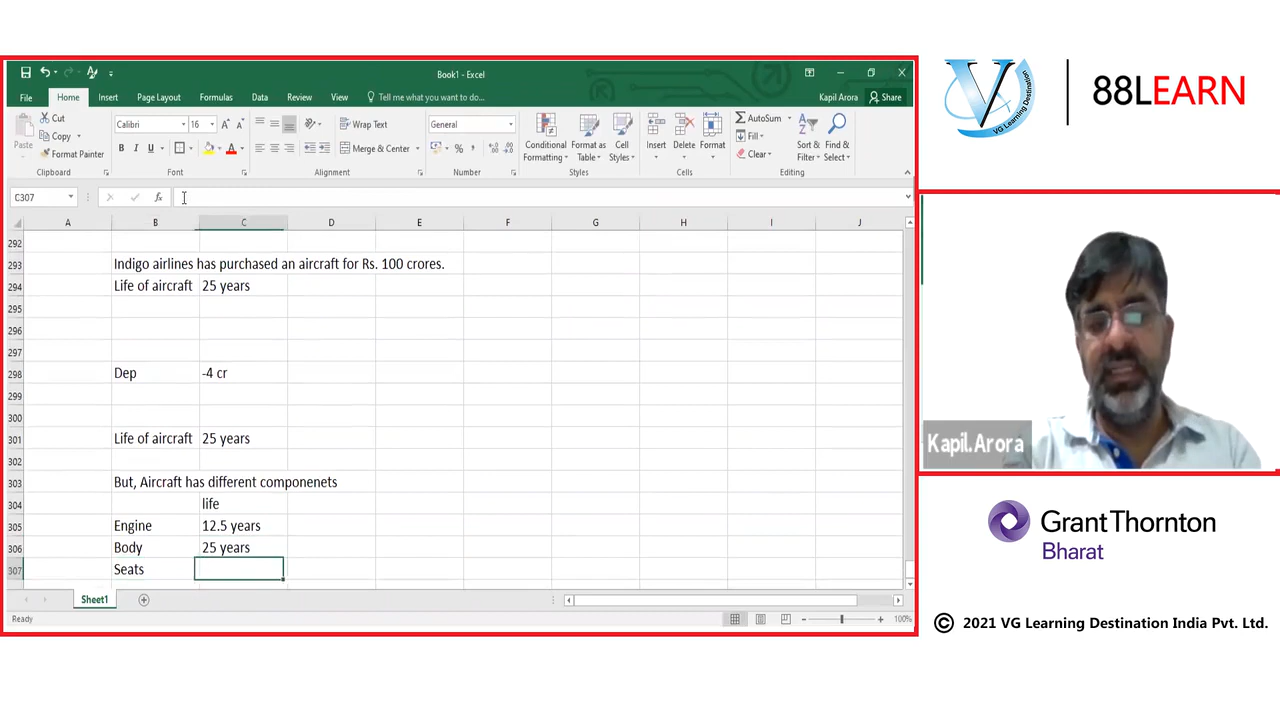 Book1 - Excel
File Home Insert Page Layout Formulas Data Review View Tell me what you want to do... Kapil Arora Share
Paste Cut Copy Format Painter Calibri 16 B I U A Wrap Text Merge & Center General % Conditional Formatting Format as Table Cell Styles Insert Delete Format AutoSum Fill Clear Sort & Filter Find & Select
Clipboard Font Alignment Number Styles Cells Editing
C307 fx
A B C D E F G H I J
292
293 Indigo airlines has purchased an aircraft for Rs. 100 crores.
294 Life of aircraft 25 years
295
296
297
298 Dep -4 cr
299
300
301 Life of aircraft 25 years
302
303 But, Aircraft has different componenets
304 life
305 Engine 12.5 years
306 Body 25 years
307 Seats
Sheet1
Ready 100%
V
VG Learning Destination
88LEARN
Kapil.Arora
Grant Thornton
Bharat
© 2021 VG Learning Destination India Pvt. Ltd.